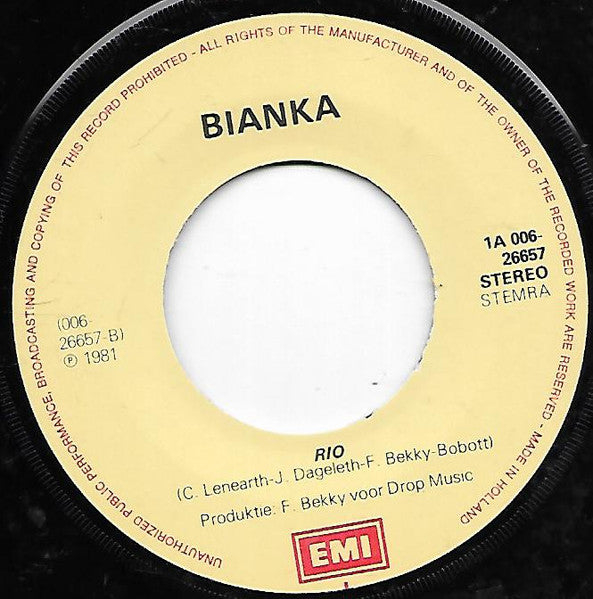 UNAUTHORIZED PUBLIC PERFORMANCE, BROADCASTING AND COPYING OF THIS RECORD PROHIBITED - ALL RIGHTS OF THE MANUFACTURER AND OF THE OWNER OF THE RECORDED WORK ARE RESERVED - MADE IN HOLLAND
BIANKA
1A 006-
26657
STEREO
STEMRA
(006-
26657-B)
℗ 1981
RIO
(C. Lenearth-J. Dageleth-F. Bekky-Bobott)
Produktie: F. Bekky voor Drop Music
EMI